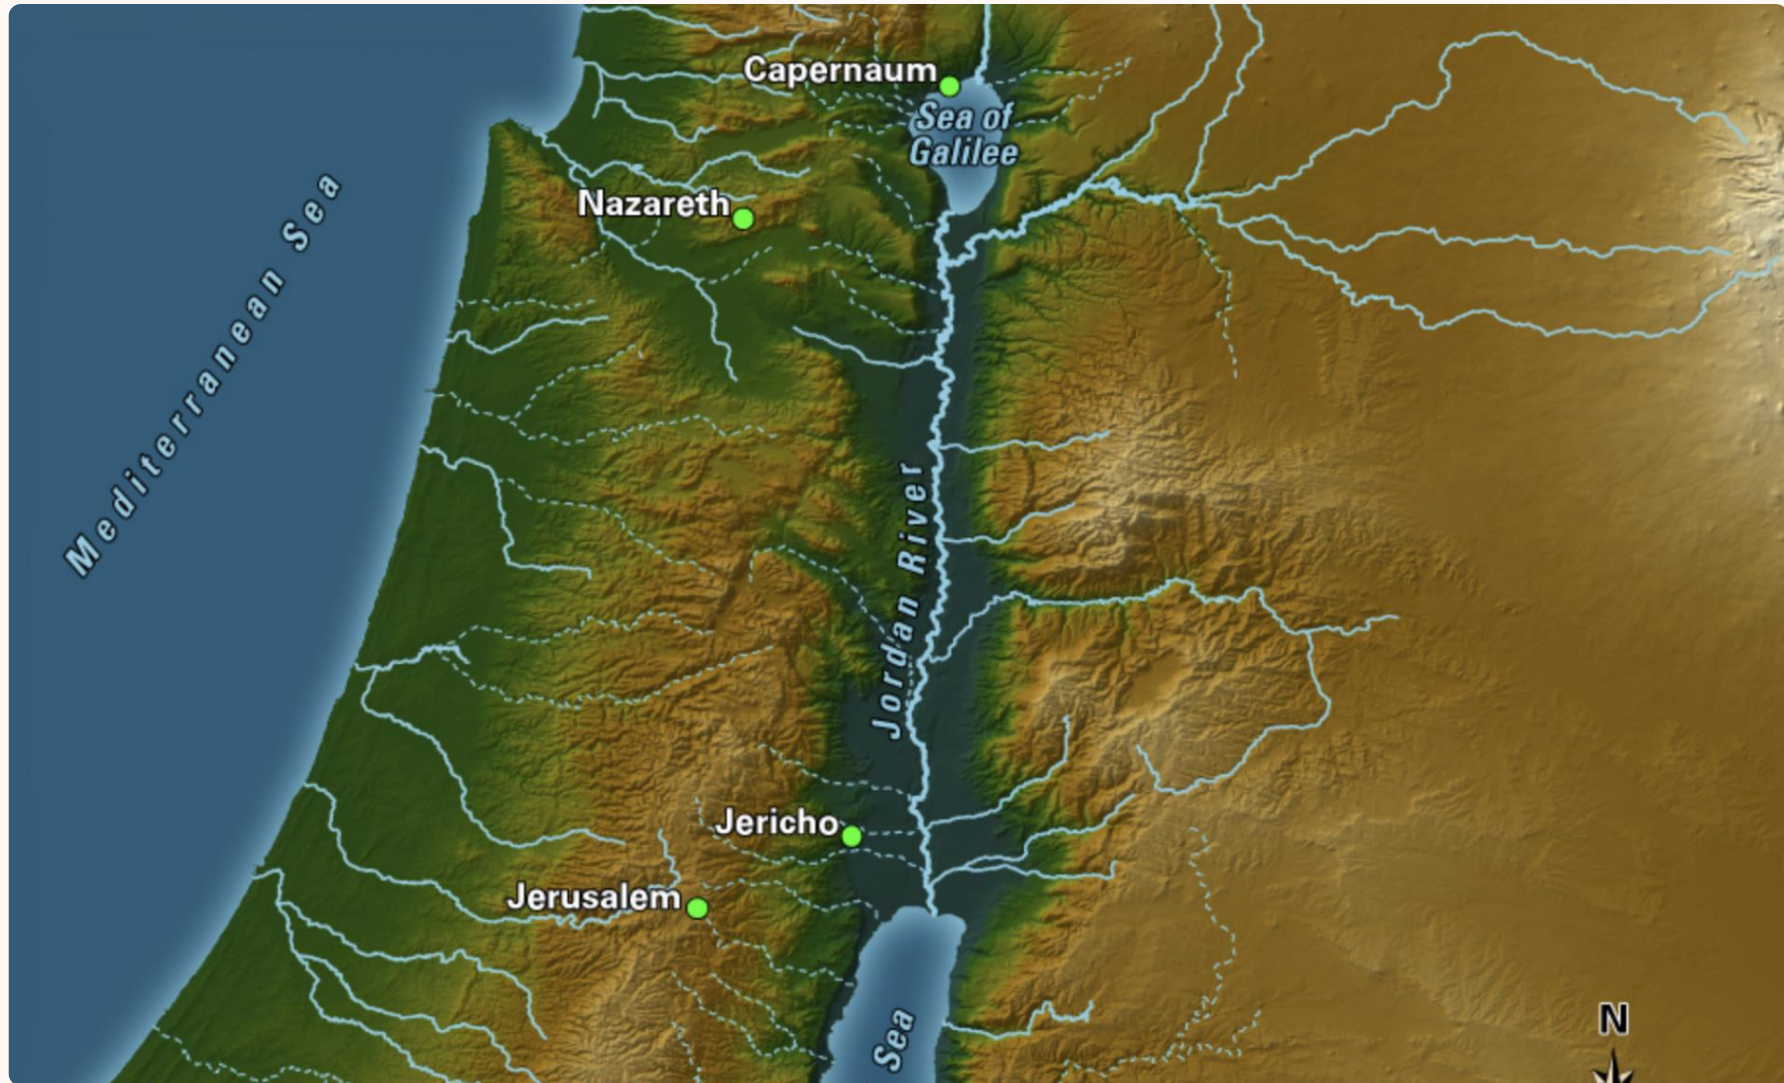 Capernaum
Sea of
Galilee
Nazareth
Mediterranean Sea
Jordan River
Jericho
Jerusalem
Sea
N